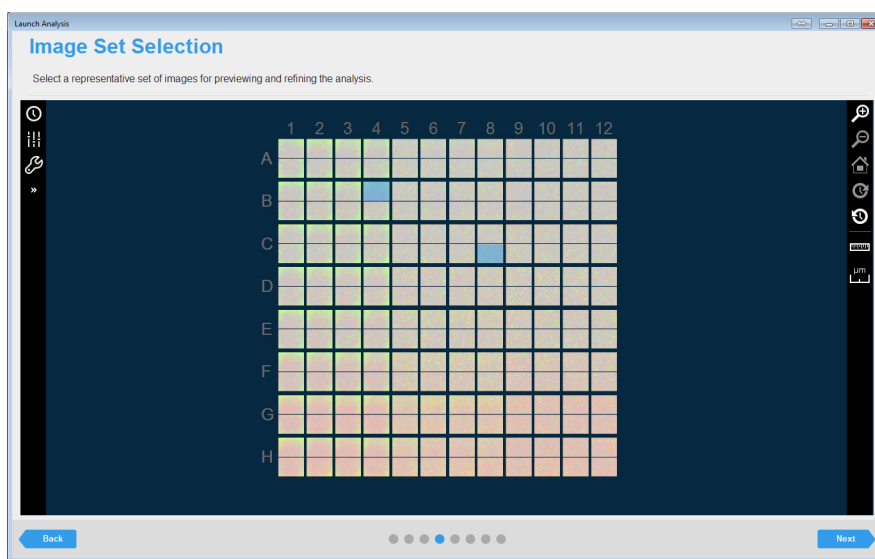 Launch Analysis
Image Set Selection
Select a representative set of images for previewing and refining the analysis.
1 2 3 4 5 6 7 8 9 10 11 12
A
B
C
D
E
F
G
H
»
µm
Back
Next